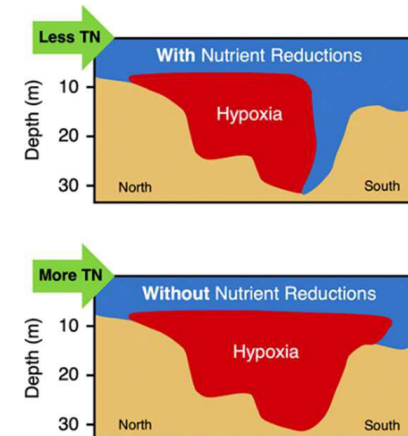 Less TN
With Nutrient Reductions
Depth (m)
10
20
30
Hypoxia
North
South
More TN
Without Nutrient Reductions
Depth (m)
10
20
30
Hypoxia
North
South